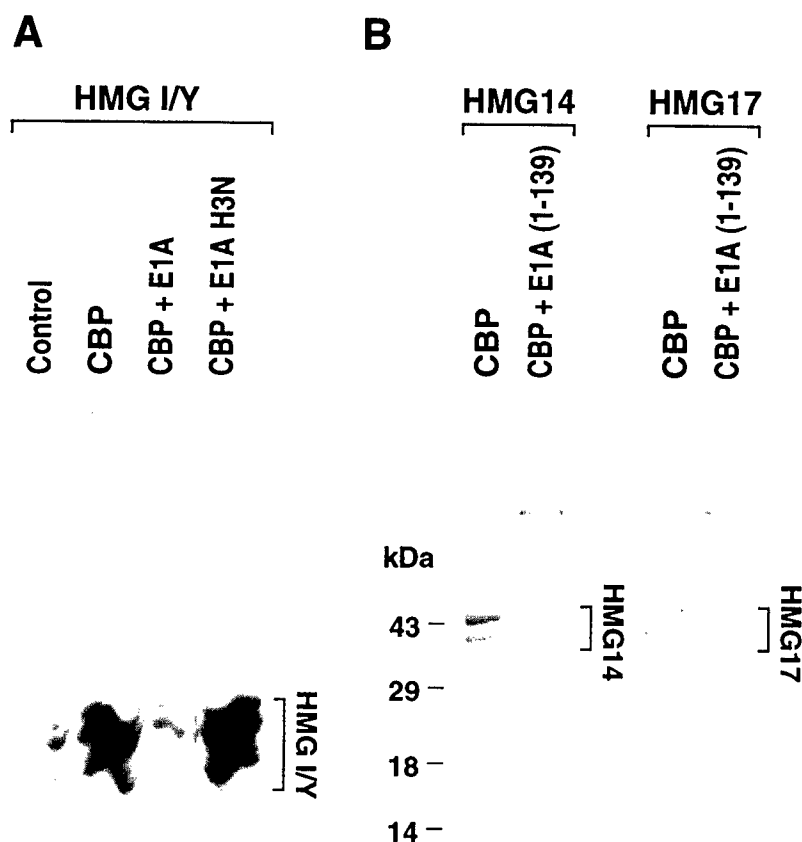 A
HMG I/Y
Control
CBP
CBP + E1A
CBP + E1A H3N
HMG I/Y
B
HMG14
HMG17
CBP
CBP + E1A (1-139)
CBP
CBP + E1A (1-139)
kDa
43
29
18
14
HMG14
HMG17